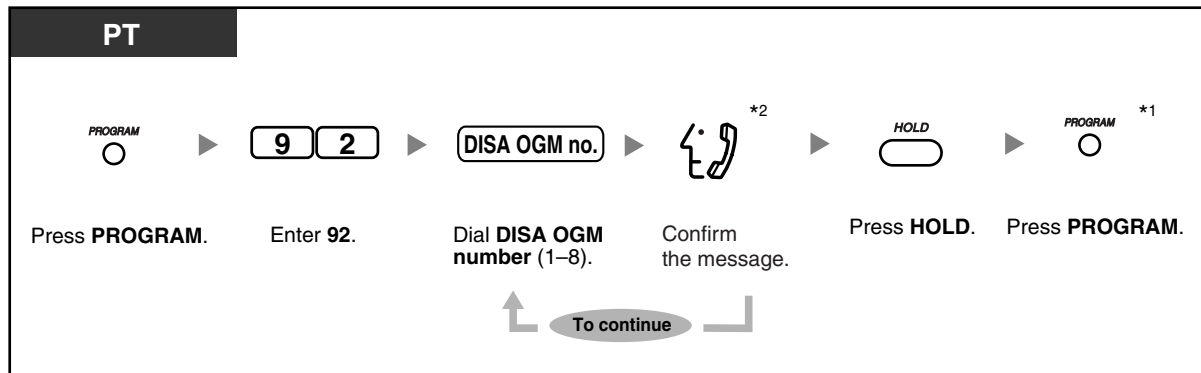 PT
PROGRAM
9 2
DISA OGM no.
*2
HOLD
PROGRAM
*1
Press PROGRAM.
Enter 92.
Dial DISA OGM
number (1–8).
Confirm
the message.
Press HOLD.
Press PROGRAM.
To continue